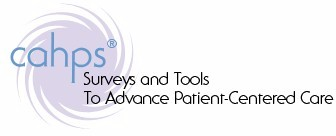 cahps®
Surveys and Tools
To Advance Patient-Centered Care